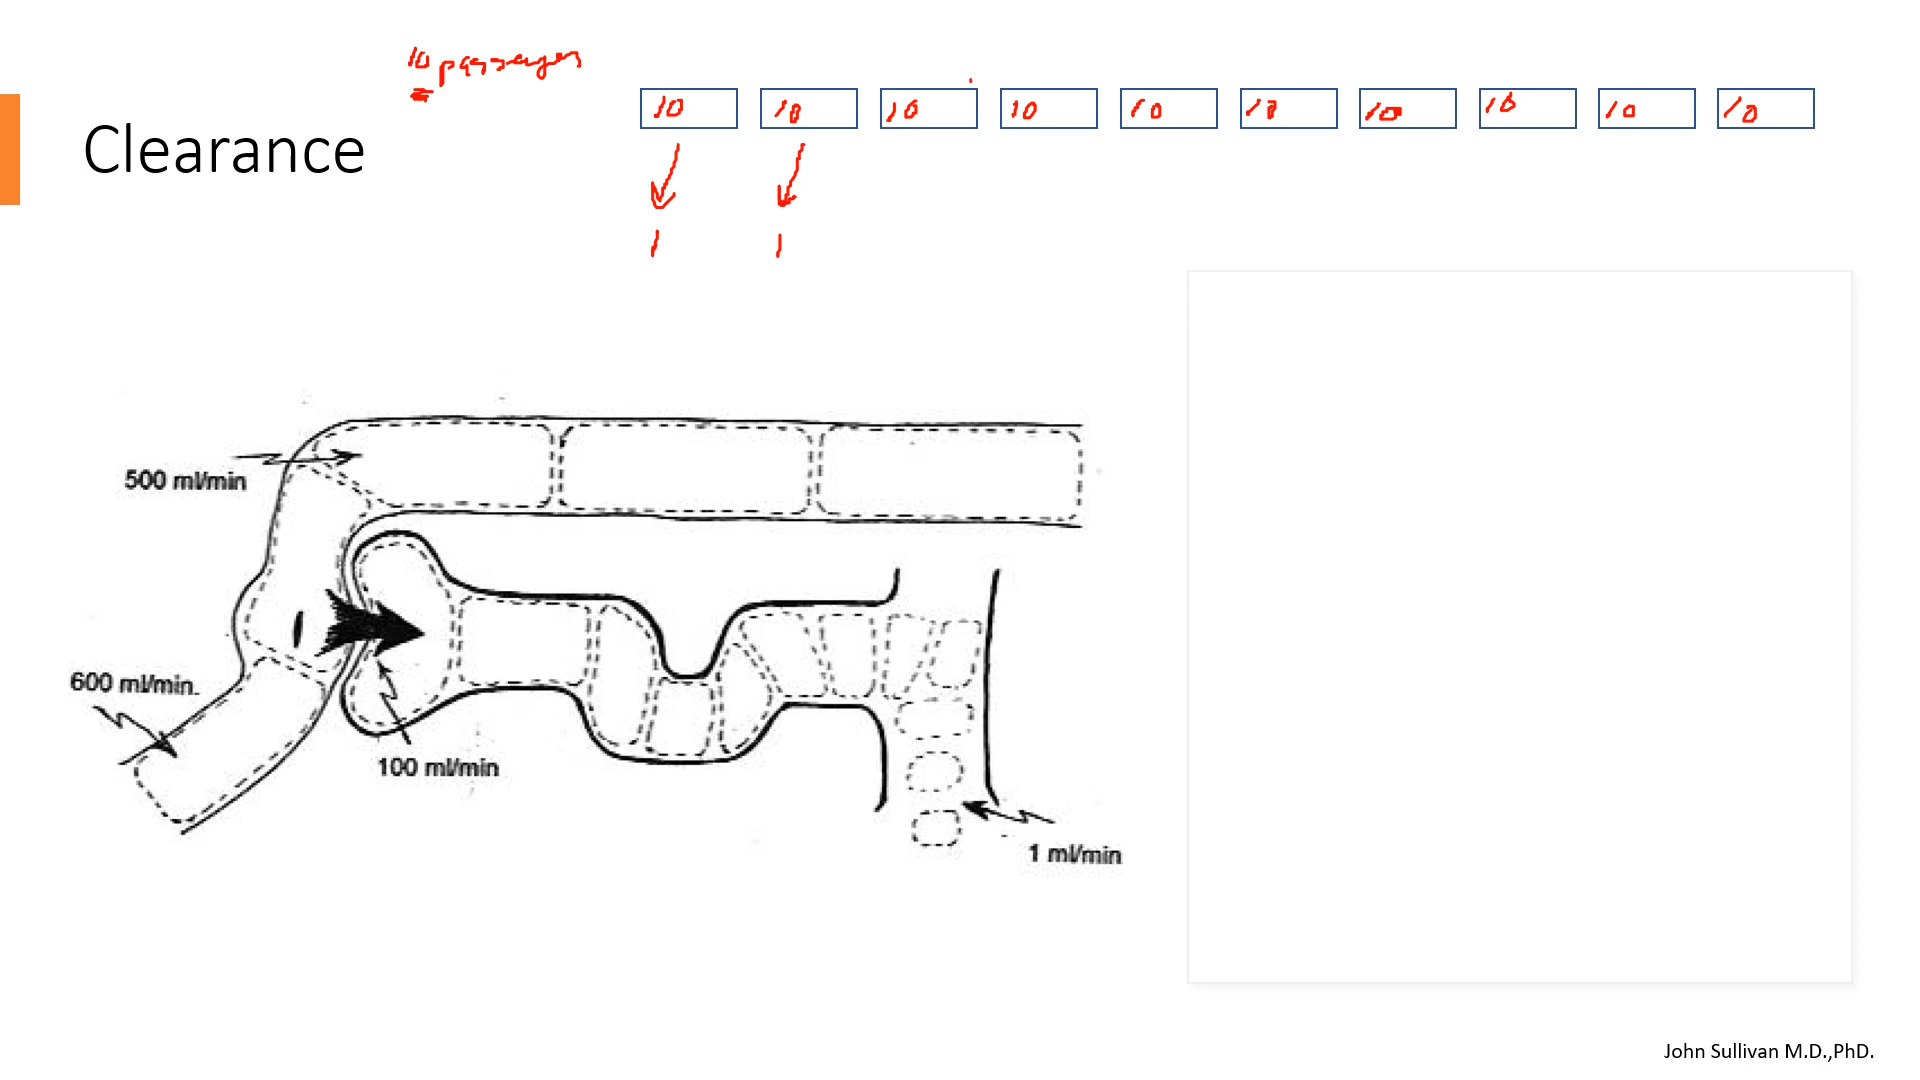 10 passengers
10 10 10 10 10 10 10 10 10 10
Clearance
1 1
500 ml/min
600 ml/min.
100 ml/min
1 ml/min
John Sullivan M.D.,PhD.